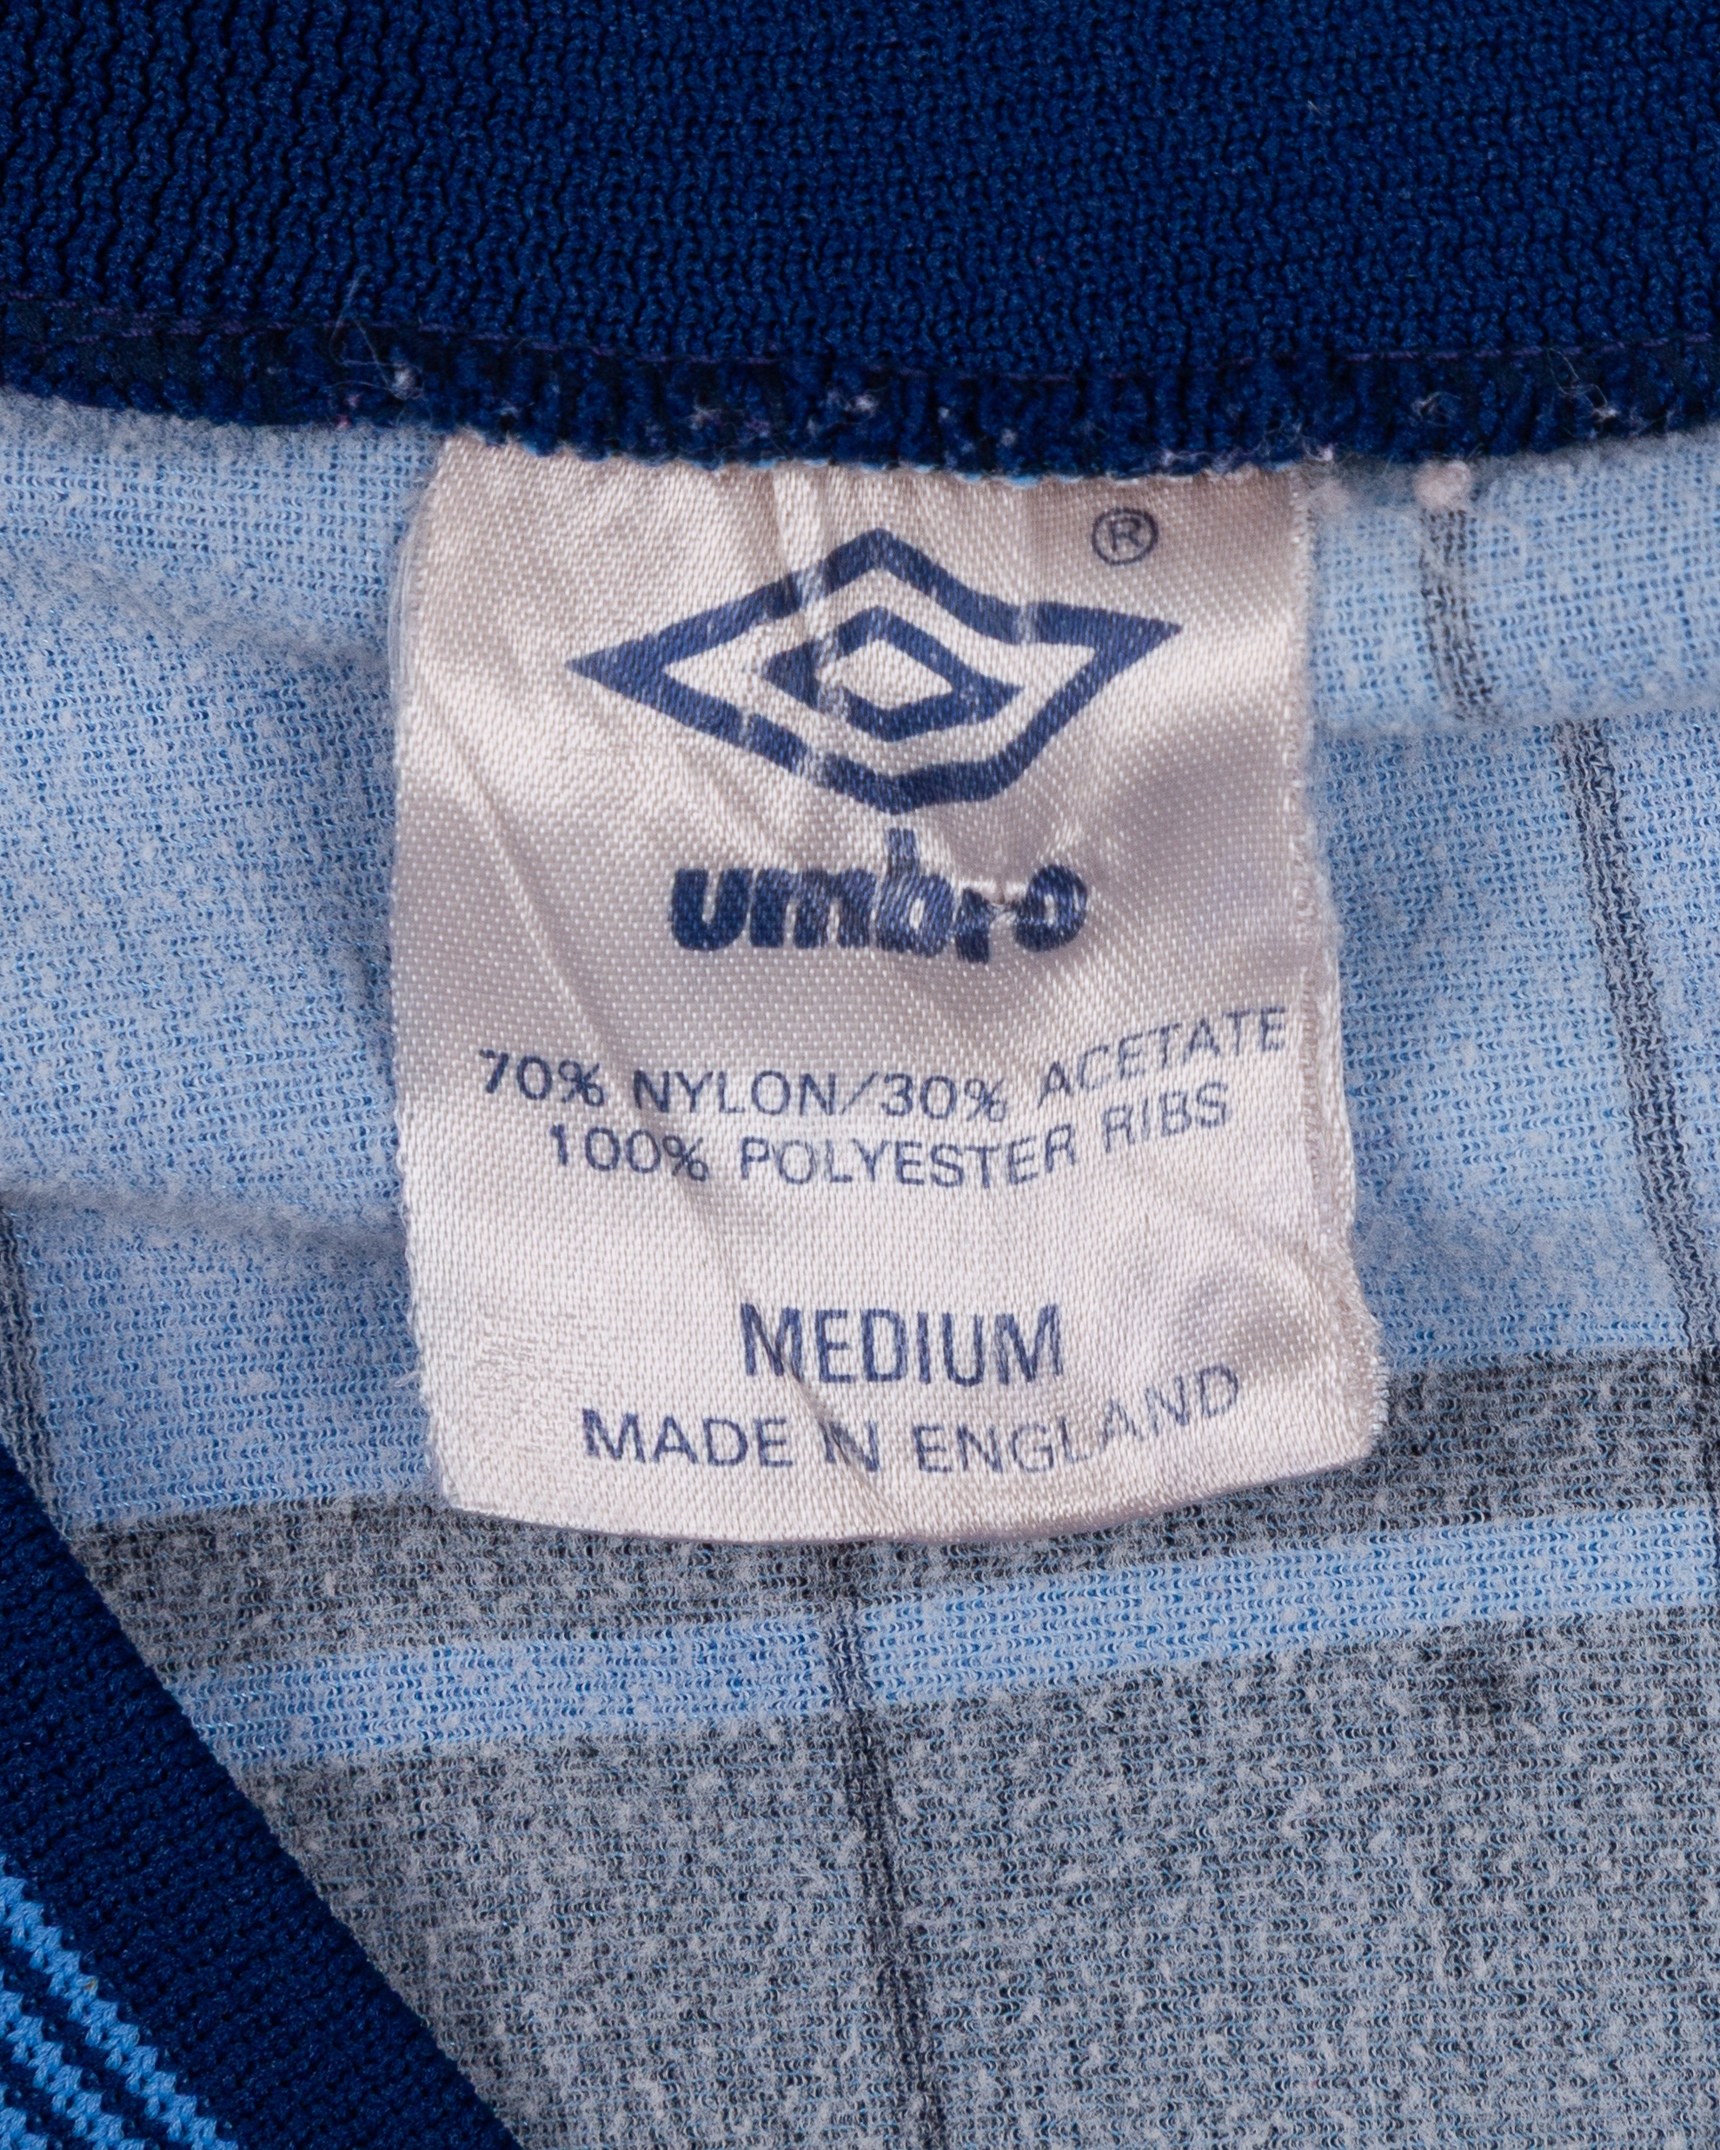 ®
umbro
70% NYLON/30% ACETATE
100% POLYESTER RIBS
MEDIUM
MADE IN ENGLAND